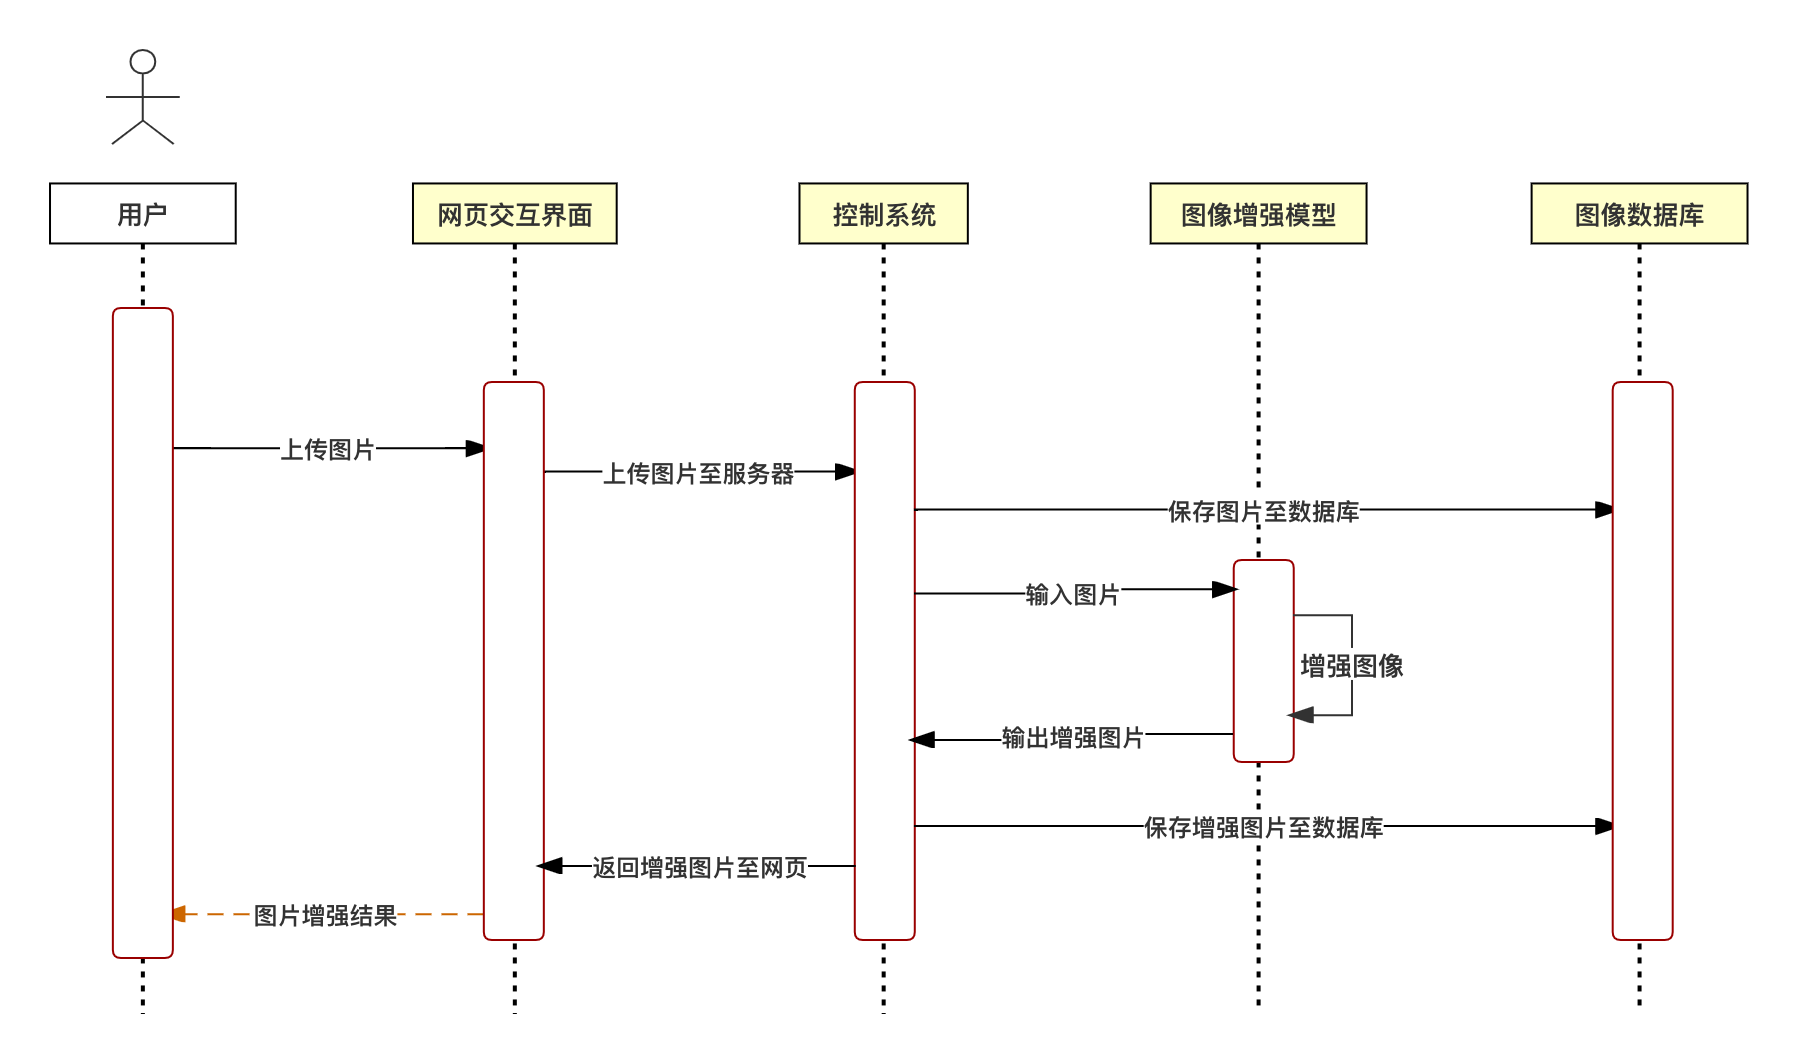 用户
网页交互界面
控制系统
图像增强模型
图像数据库
上传图片
上传图片至服务器
保存图片至数据库
输入图片
增强图像
输出增强图片
保存增强图片至数据库
返回增强图片至网页
图片增强结果